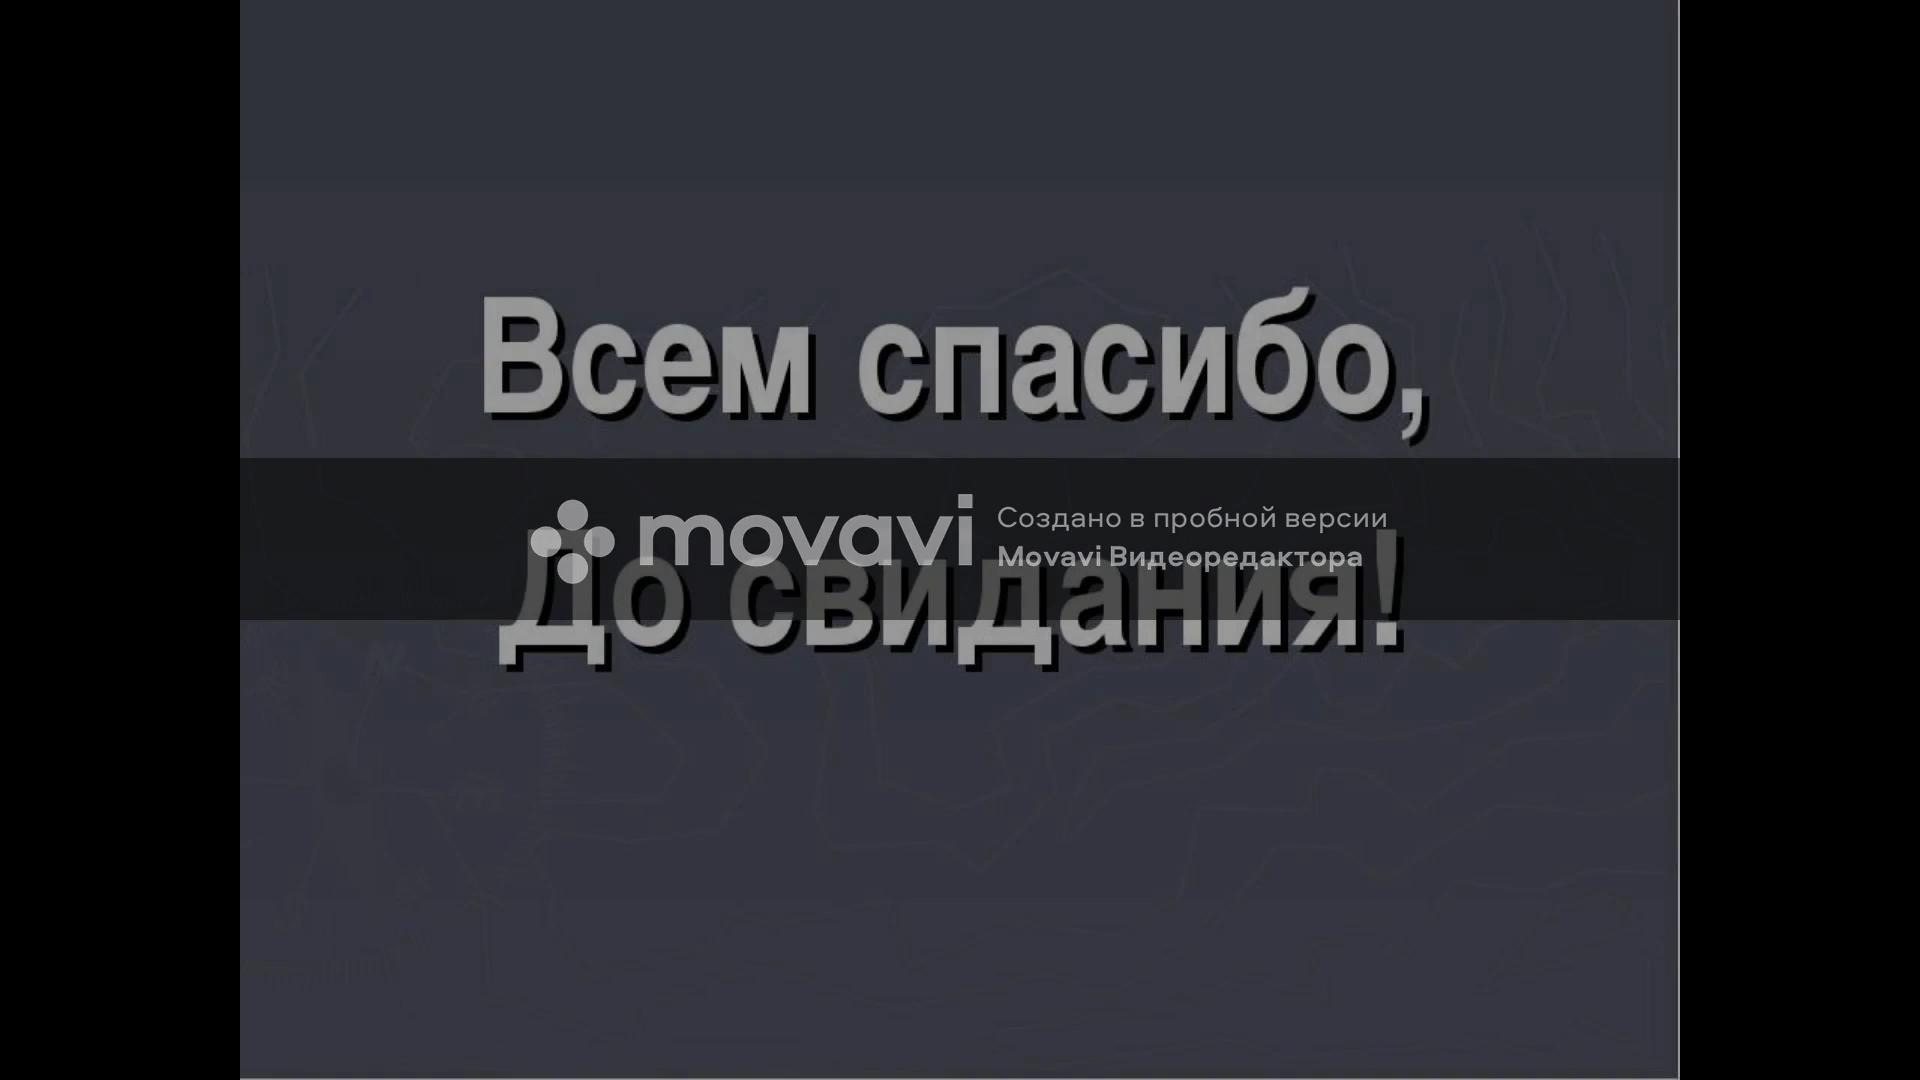 Всем спасибо,
movavi
Создано в пробной версии
Movavi Видеоредактора
До свидания!